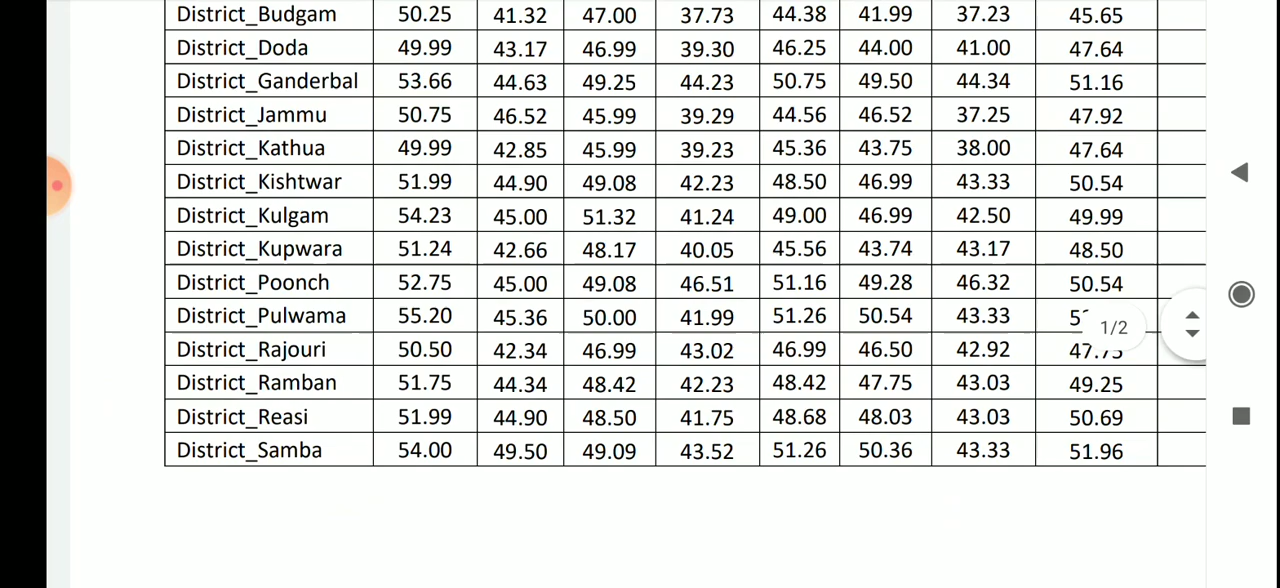 District_Budgam 50.25 41.32 47.00 37.73 44.38 41.99 37.23 45.65
District_Doda 49.99 43.17 46.99 39.30 46.25 44.00 41.00 47.64
District_Ganderbal 53.66 44.63 49.25 44.23 50.75 49.50 44.34 51.16
District_Jammu 50.75 46.52 45.99 39.29 44.56 46.52 37.25 47.92
District_Kathua 49.99 42.85 45.99 39.23 45.36 43.75 38.00 47.64
District_Kishtwar 51.99 44.90 49.08 42.23 48.50 46.99 43.33 50.54
District_Kulgam 54.23 45.00 51.32 41.24 49.00 46.99 42.50 49.99
District_Kupwara 51.24 42.66 48.17 40.05 45.56 43.74 43.17 48.50
District_Poonch 52.75 45.00 49.08 46.51 51.16 49.28 46.32 50.54
District_Pulwama 55.20 45.36 50.00 41.99 51.26 50.54 43.33
1/2
District_Rajouri 50.50 42.34 46.99 43.02 46.99 46.50 42.92
District_Ramban 51.75 44.34 48.42 42.23 48.42 47.75 43.03 49.25
District_Reasi 51.99 44.90 48.50 41.75 48.68 48.03 43.03 50.69
District_Samba 54.00 49.50 49.09 43.52 51.26 50.36 43.33 51.96